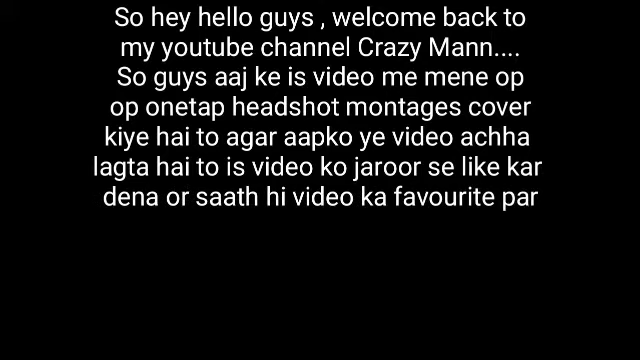 So hey hello guys , welcome back to
my youtube channel Crazy Mann....
So guys aaj ke is video me mene op
op onetap headshot montages cover
kiye hai to agar aapko ye video achha
lagta hai to is video ko jaroor se like kar
dena or saath hi video ka favourite par